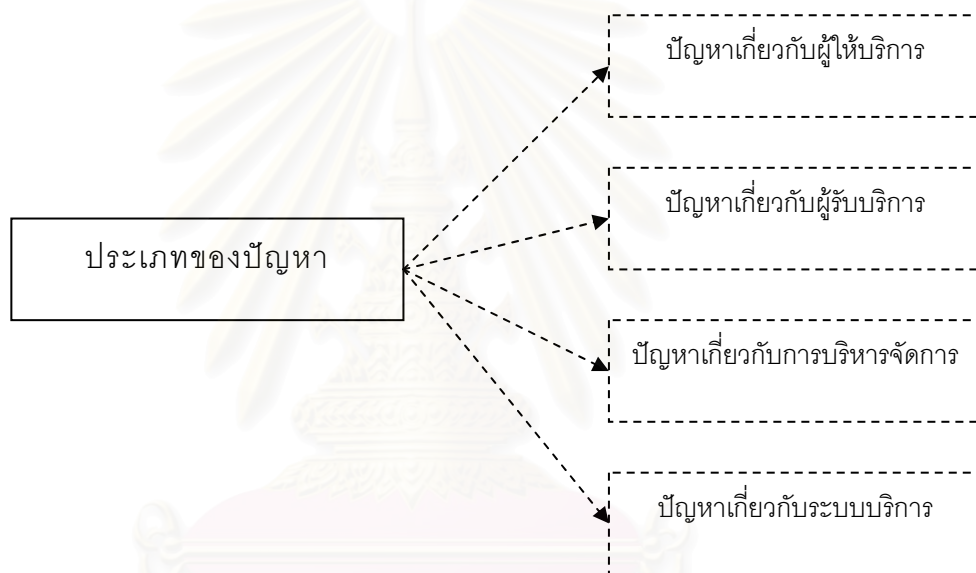 ปัญหาเกี่ยวกับผู้ให้บริการ
ปัญหาเกี่ยวกับผู้รับบริการ
ประเภทของปัญหา
ปัญหาเกี่ยวกับการบริหารจัดการ
ปัญหาเกี่ยวกับระบบบริการ